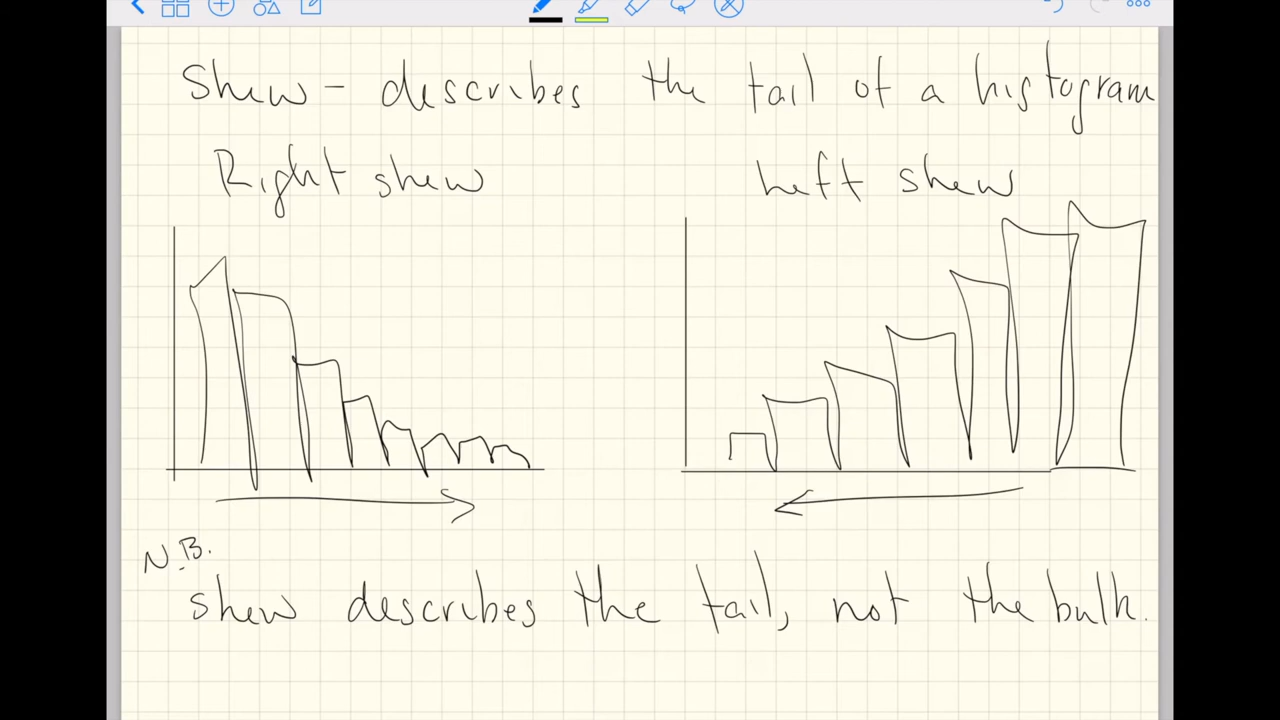 Skew - describes the tail of a histogram
Right skew
Left skew
N.B.
skew describes the tail, not the bulk.